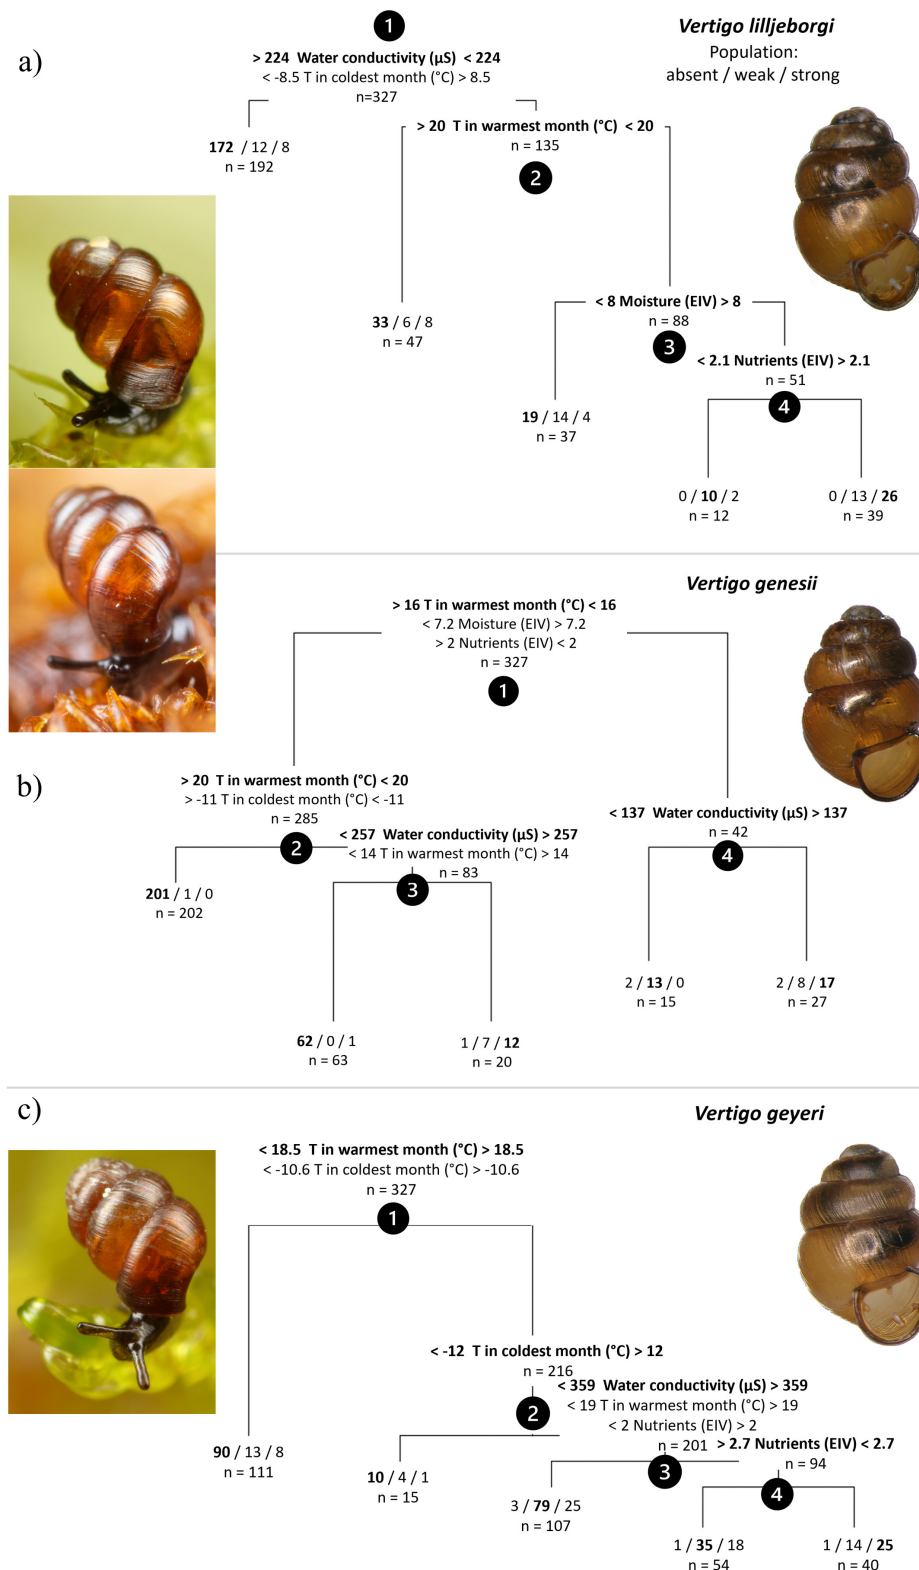 a)
1
Vertigo lilljeborgi
Population:
absent / weak / strong
> 224 Water conductivity (µS) < 224
< -8.5 T in coldest month (°C) > 8.5
n=327
172 / 12 / 8
n = 192
> 20 T in warmest month (°C) < 20
n = 135
2
33 / 6 / 8
n = 47
< 8 Moisture (EIV) > 8
n = 88
3
19 / 14 / 4
n = 37
< 2.1 Nutrients (EIV) > 2.1
n = 51
4
0 / 10 / 2
n = 12
0 / 13 / 26
n = 39
b)
Vertigo genesii
> 16 T in warmest month (°C) < 16
< 7.2 Moisture (EIV) > 7.2
> 2 Nutrients (EIV) < 2
n = 327
1
> 20 T in warmest month (°C) < 20
> -11 T in coldest month (°C) < -11
n = 285
2
201 / 1 / 0
n = 202
< 257 Water conductivity (µS) > 257
< 14 T in warmest month (°C) > 14
n = 83
3
62 / 0 / 1
n = 63
1 / 7 / 12
n = 20
< 137 Water conductivity (µS) > 137
n = 42
4
2 / 13 / 0
n = 15
2 / 8 / 17
n = 27
c)
Vertigo geyeri
< 18.5 T in warmest month (°C) > 18.5
< -10.6 T in coldest month (°C) > -10.6
n = 327
1
90 / 13 / 8
n = 111
< -12 T in coldest month (°C) > 12
n = 216
2
10 / 4 / 1
n = 15
< 359 Water conductivity (µS) > 359
< 19 T in warmest month (°C) > 19
< 2 Nutrients (EIV) > 2
n = 201
3
3 / 79 / 25
n = 107
> 2.7 Nutrients (EIV) < 2.7
n = 94
4
1 / 35 / 18
n = 54
1 / 14 / 25
n = 40